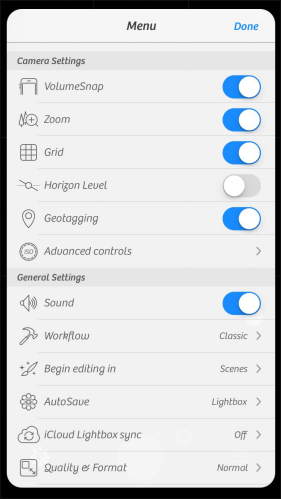 Menu Done
Camera Settings
VolumeSnap
Zoom
Grid
Horizon Level
Geotagging
ISO Advanced controls
General Settings
Sound
Workflow Classic
Begin editing in Scenes
AutoSave Lightbox
iCloud Lightbox sync Off
Quality & Format Normal